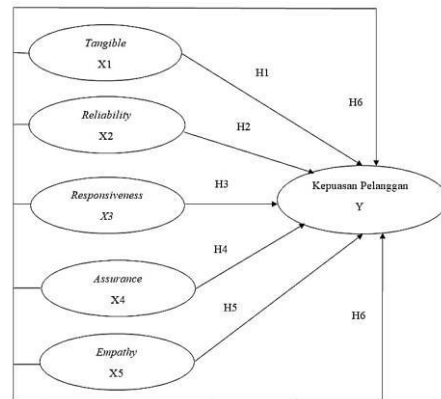 Tangible
X1
H1
H6
Reliability
X2
H2
Responsiveness
X3
H3
Kepuasan Pelanggan
Y
Assurance
X4
H4
Empathy
X5
H5
H6